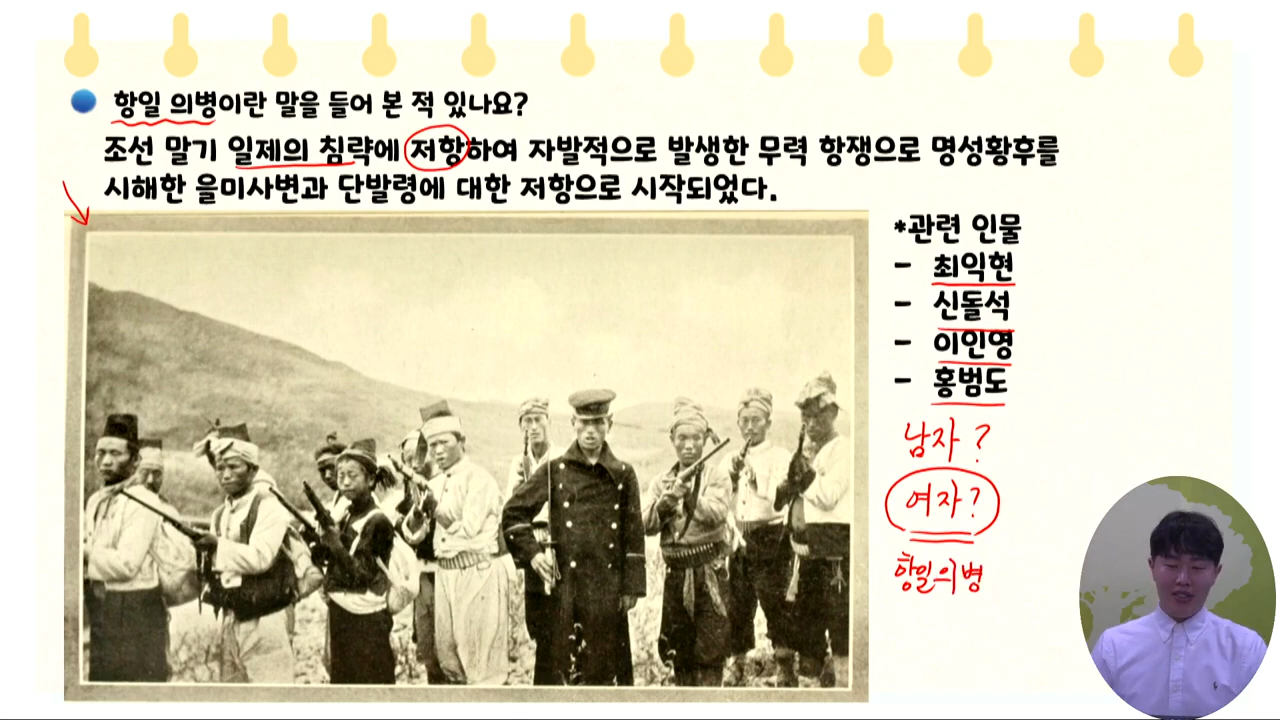 항일 의병이란 말을 들어 본 적 있나요?
조선 말기 일제의 침략에 저항하여 자발적으로 발생한 무력 항쟁으로 명성황후를
시해한 을미사변과 단발령에 대한 저항으로 시작되었다.
*관련 인물
- 최익현
- 신돌석
- 이인영
- 홍범도
남자?
여자?
항일의병